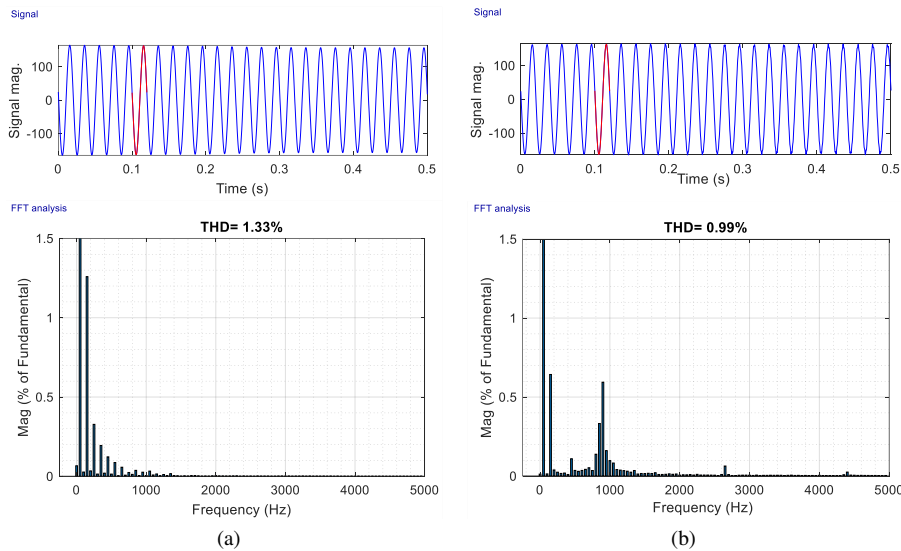 Signal
Signal mag.
100
0
-100
0
0.1
0.2
0.3
0.4
0.5
Time (s)
FFT analysis
THD= 1.33%
Mag (% of Fundamental)
1.5
1
0.5
0
0
1000
2000
3000
4000
5000
Frequency (Hz)
(a)
Signal
Signal mag.
100
0
-100
0
0.1
0.2
0.3
0.4
0.5
Time (s)
FFT analysis
THD= 0.99%
Mag (% of Fundamental)
1.5
1
0.5
0
0
1000
2000
3000
4000
5000
Frequency (Hz)
(b)